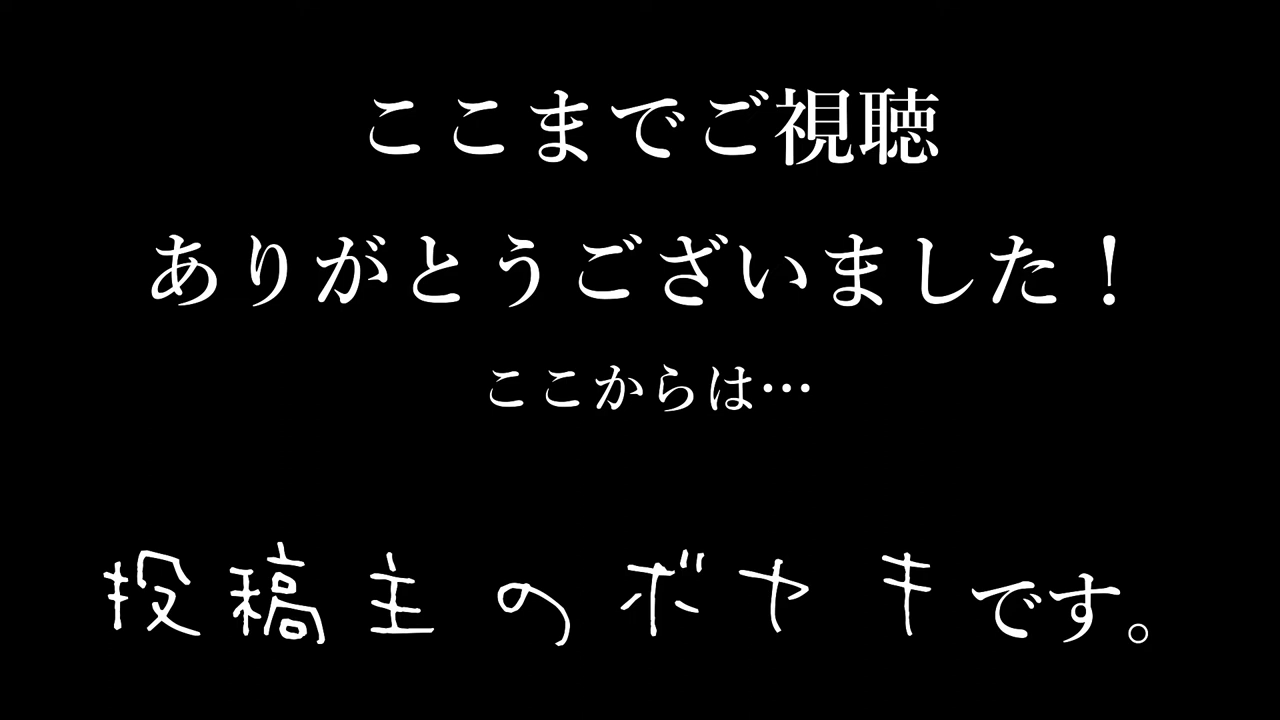 ここまでご視聴
ありがとうございました！
ここからは…
投稿主のボヤキです。